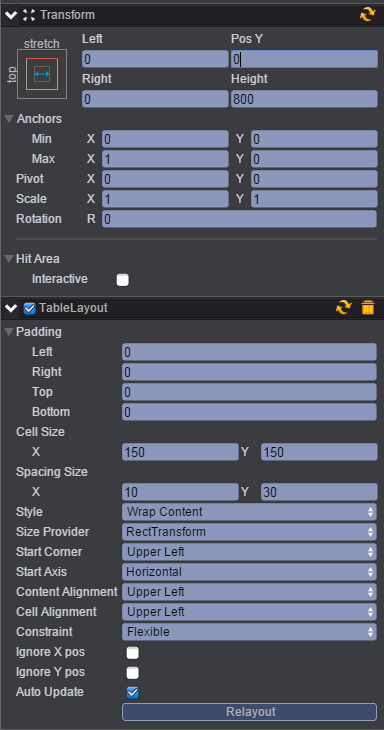 Transform
stretch
top
Left Pos Y
0 0
Right Height
0 800
Anchors
Min X 0 Y 0
Max X 1 Y 0
Pivot X 0 Y 0
Scale X 1 Y 1
Rotation R 0
Hit Area
Interactive
TableLayout
Padding
Left 0
Right 0
Top 0
Bottom 0
Cell Size
X 150 Y 150
Spacing Size
X 10 Y 30
Style Wrap Content
Size Provider RectTransform
Start Corner Upper Left
Start Axis Horizontal
Content Alignment Upper Left
Cell Alignment Upper Left
Constraint Flexible
Ignore X pos
Ignore Y pos
Auto Update
Relayout